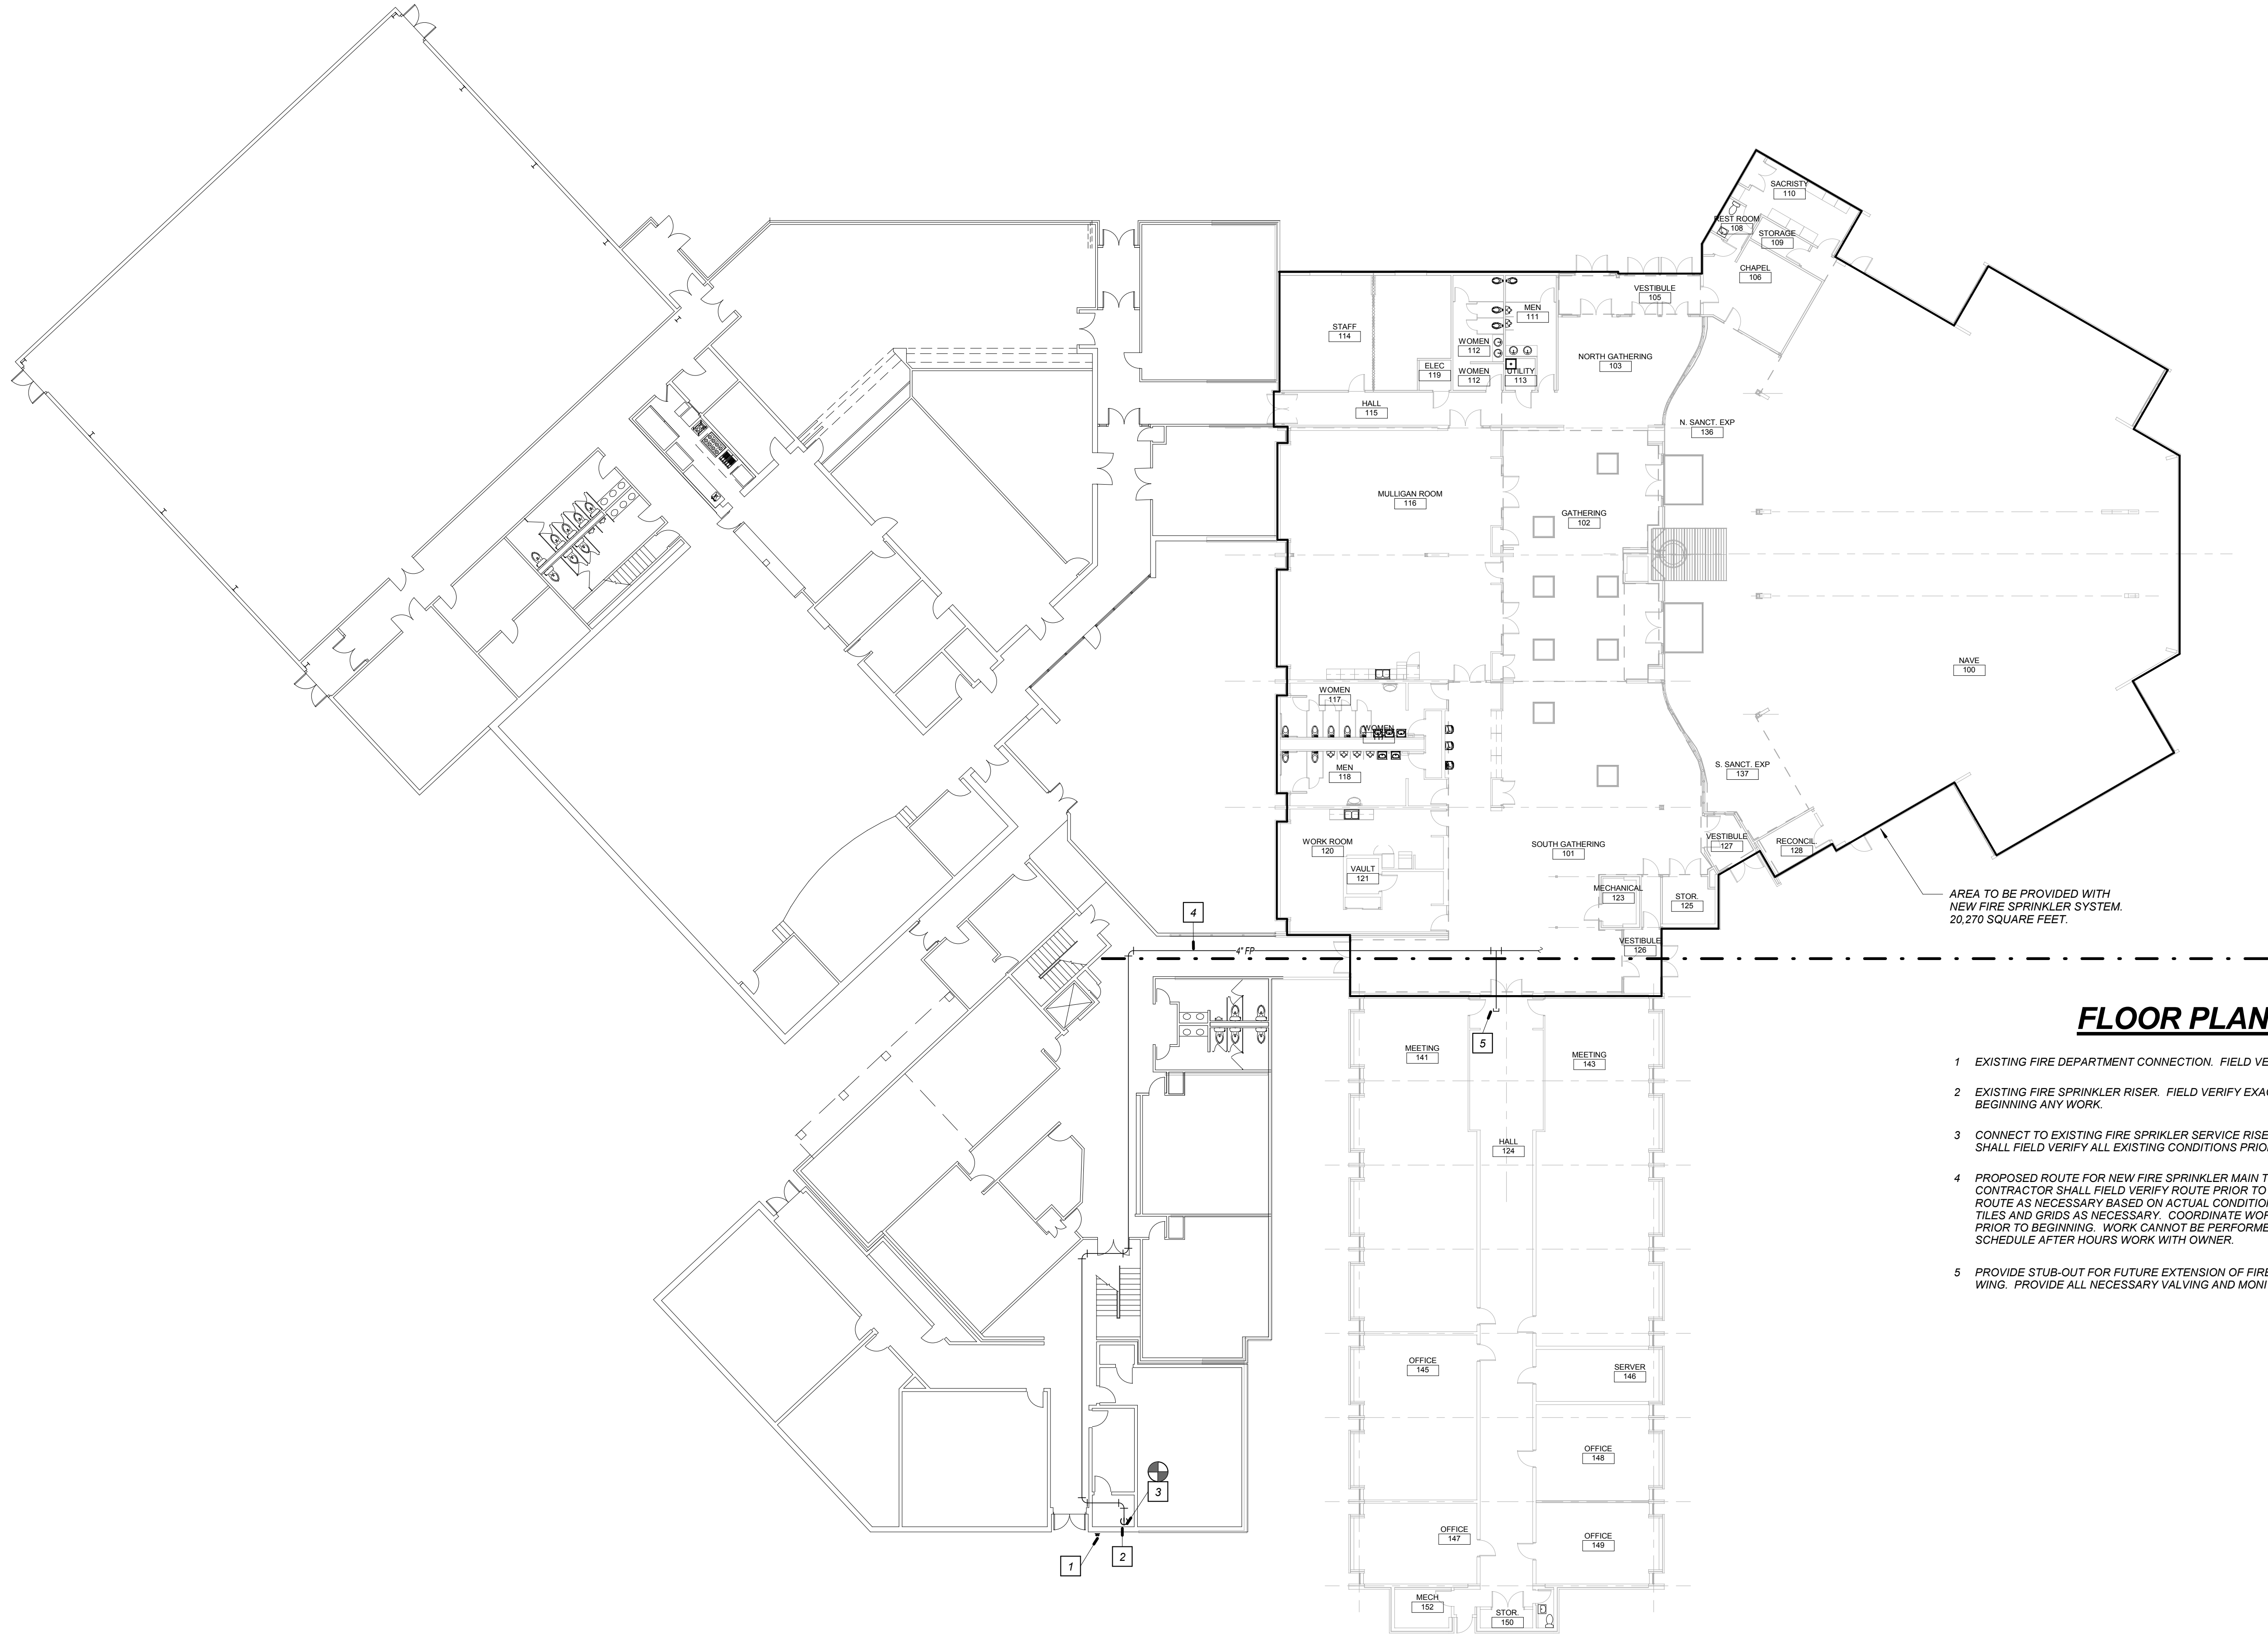 SACRISTY
110
REST ROOM
108
STORAGE
109
CHAPEL
106
VESTIBULE
105
MEN
111
STAFF
114
WOMEN
112
NORTH GATHERING
103
ELEC
119
WOMEN
112
UTILITY
113
HALL
115
N. SANCT. EXP
136
MULLIGAN ROOM
116
GATHERING
102
NAVE
100
WOMEN
117
WOMEN
MEN
118
S. SANCT. EXP
137
WORK ROOM
120
VAULT
121
SOUTH GATHERING
101
VESTIBULE
127
RECONCIL.
128
MECHANICAL
123
STOR.
125
VESTIBULE
126
AREA TO BE PROVIDED WITH
NEW FIRE SPRINKLER SYSTEM.
20,270 SQUARE FEET.
4
4" FP
5
MEETING
141
MEETING
143
HALL
124
OFFICE
145
SERVER
146
OFFICE
148
OFFICE
147
OFFICE
149
MECH
152
STOR.
150
3
2
1
FLOOR PLAN
1 EXISTING FIRE DEPARTMENT CONNECTION. FIELD VE
2 EXISTING FIRE SPRINKLER RISER. FIELD VERIFY EXA
BEGINNING ANY WORK.
3 CONNECT TO EXISTING FIRE SPRIKLER SERVICE RISE
SHALL FIELD VERIFY ALL EXISTING CONDITIONS PRIO
4 PROPOSED ROUTE FOR NEW FIRE SPRINKLER MAIN T
CONTRACTOR SHALL FIELD VERIFY ROUTE PRIOR TO
ROUTE AS NECESSARY BASED ON ACTUAL CONDITION
TILES AND GRIDS AS NECESSARY. COORDINATE WOR
PRIOR TO BEGINNING. WORK CANNOT BE PERFORME
SCHEDULE AFTER HOURS WORK WITH OWNER.
5 PROVIDE STUB-OUT FOR FUTURE EXTENSION OF FIRE
WING. PROVIDE ALL NECESSARY VALVING AND MONI